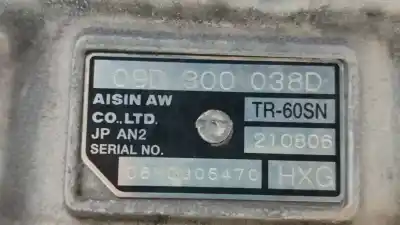 09D 300 038D
AISIN AW
CO.,LTD.
JP AN2
SERIAL NO.
TR-60SN
210806
HXG